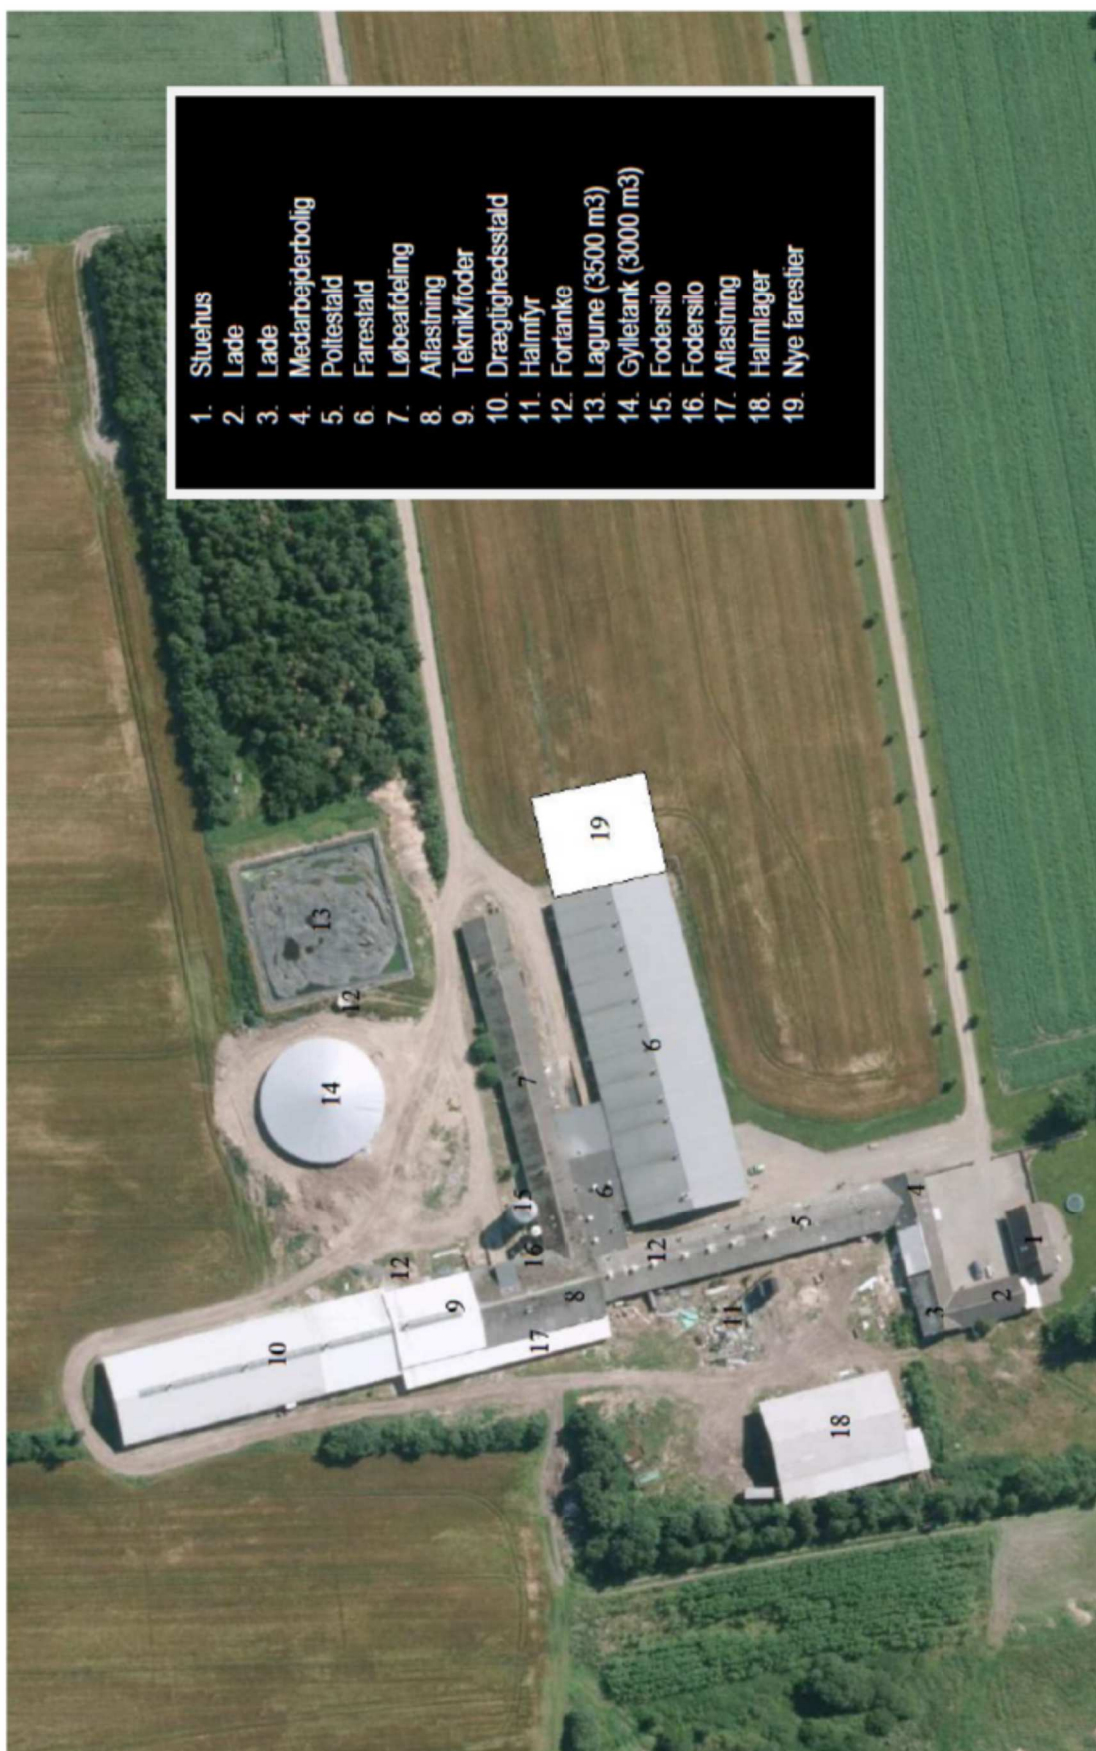 1. Stuehus
2. Lade
3. Lade
4. Medarbejderbolig
5. Poltestald
6. Farestald
7. Løbeafdeling
8. Aflastning
9. Teknik/foder
10. Drægtighedsstald
11. Halmfyr
12. Fortanke
13. Lagune (3500 m3)
14. Gylletank (3000 m3)
15. Fodersilo
16. Fodersilo
17. Aflastning
18. Halmlager
19. Nye farestier
10
9
17
8
12
14
12
13
16
15
7
6
19
6
12
5
11
18
4
3
2
1